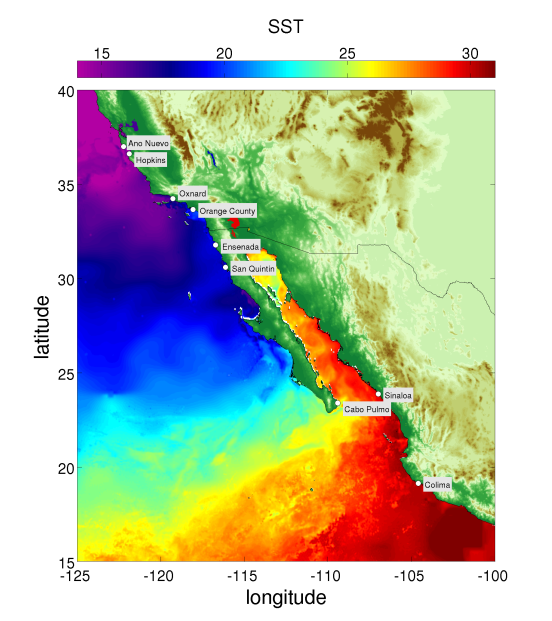 SST
15 20 25 30
40
Ano Nuevo
Hopkins
35
Oxnard
Orange County
Ensenada
30
San Quintin
latitude
25
Sinaloa
Cabo Pulmo
20
Colima
15
-125 -120 -115 -110 -105 -100
longitude